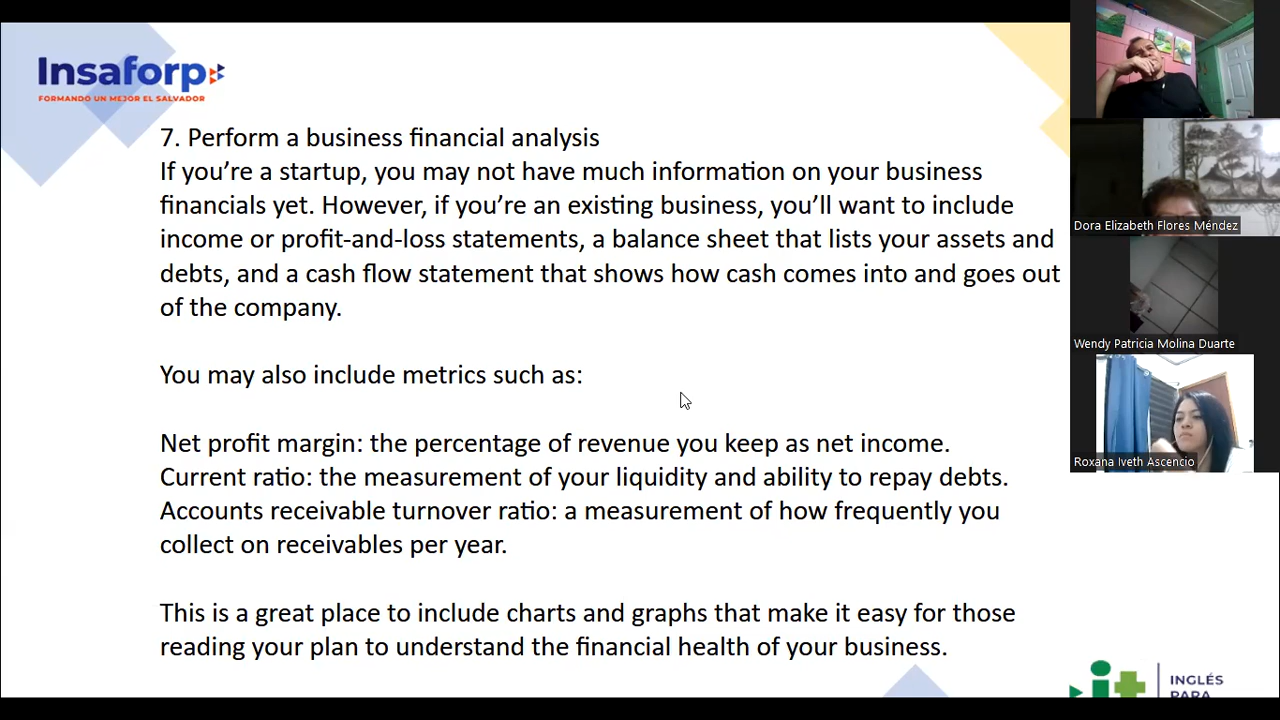 Insaforp
FORMANDO UN MEJOR EL SALVADOR
7. Perform a business financial analysis
If you’re a startup, you may not have much information on your business
financials yet. However, if you’re an existing business, you’ll want to include
income or profit-and-loss statements, a balance sheet that lists your assets and
debts, and a cash flow statement that shows how cash comes into and goes out
of the company.
You may also include metrics such as:
Net profit margin: the percentage of revenue you keep as net income.
Current ratio: the measurement of your liquidity and ability to repay debts.
Accounts receivable turnover ratio: a measurement of how frequently you
collect on receivables per year.
This is a great place to include charts and graphs that make it easy for those
reading your plan to understand the financial health of your business.
Dora Elizabeth Flores Méndez
Wendy Patricia Molina Duarte
Roxana Iveth Ascencio
it+
INGLÉS
PARA